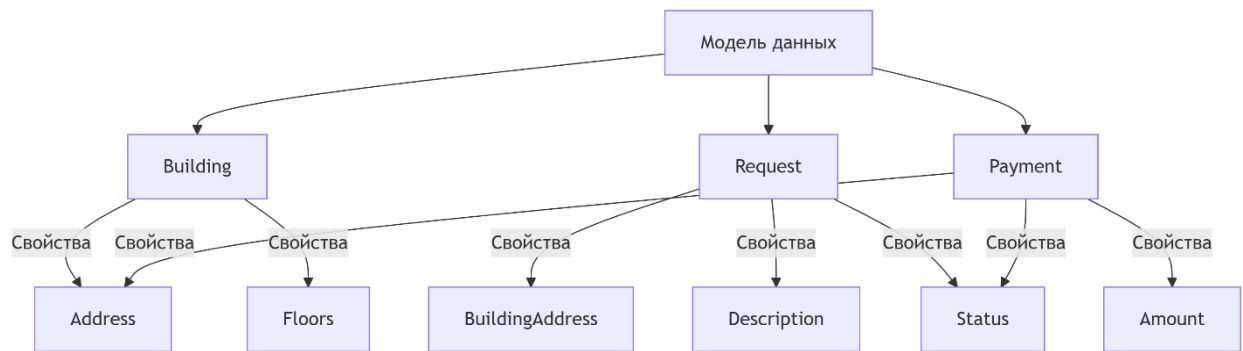 Модель данных
Building
Request
Payment
Свойства
Свойства
Свойства
Свойства
Свойства
Свойства
Свойства
Свойства
Address
Floors
BuildingAddress
Description
Status
Amount